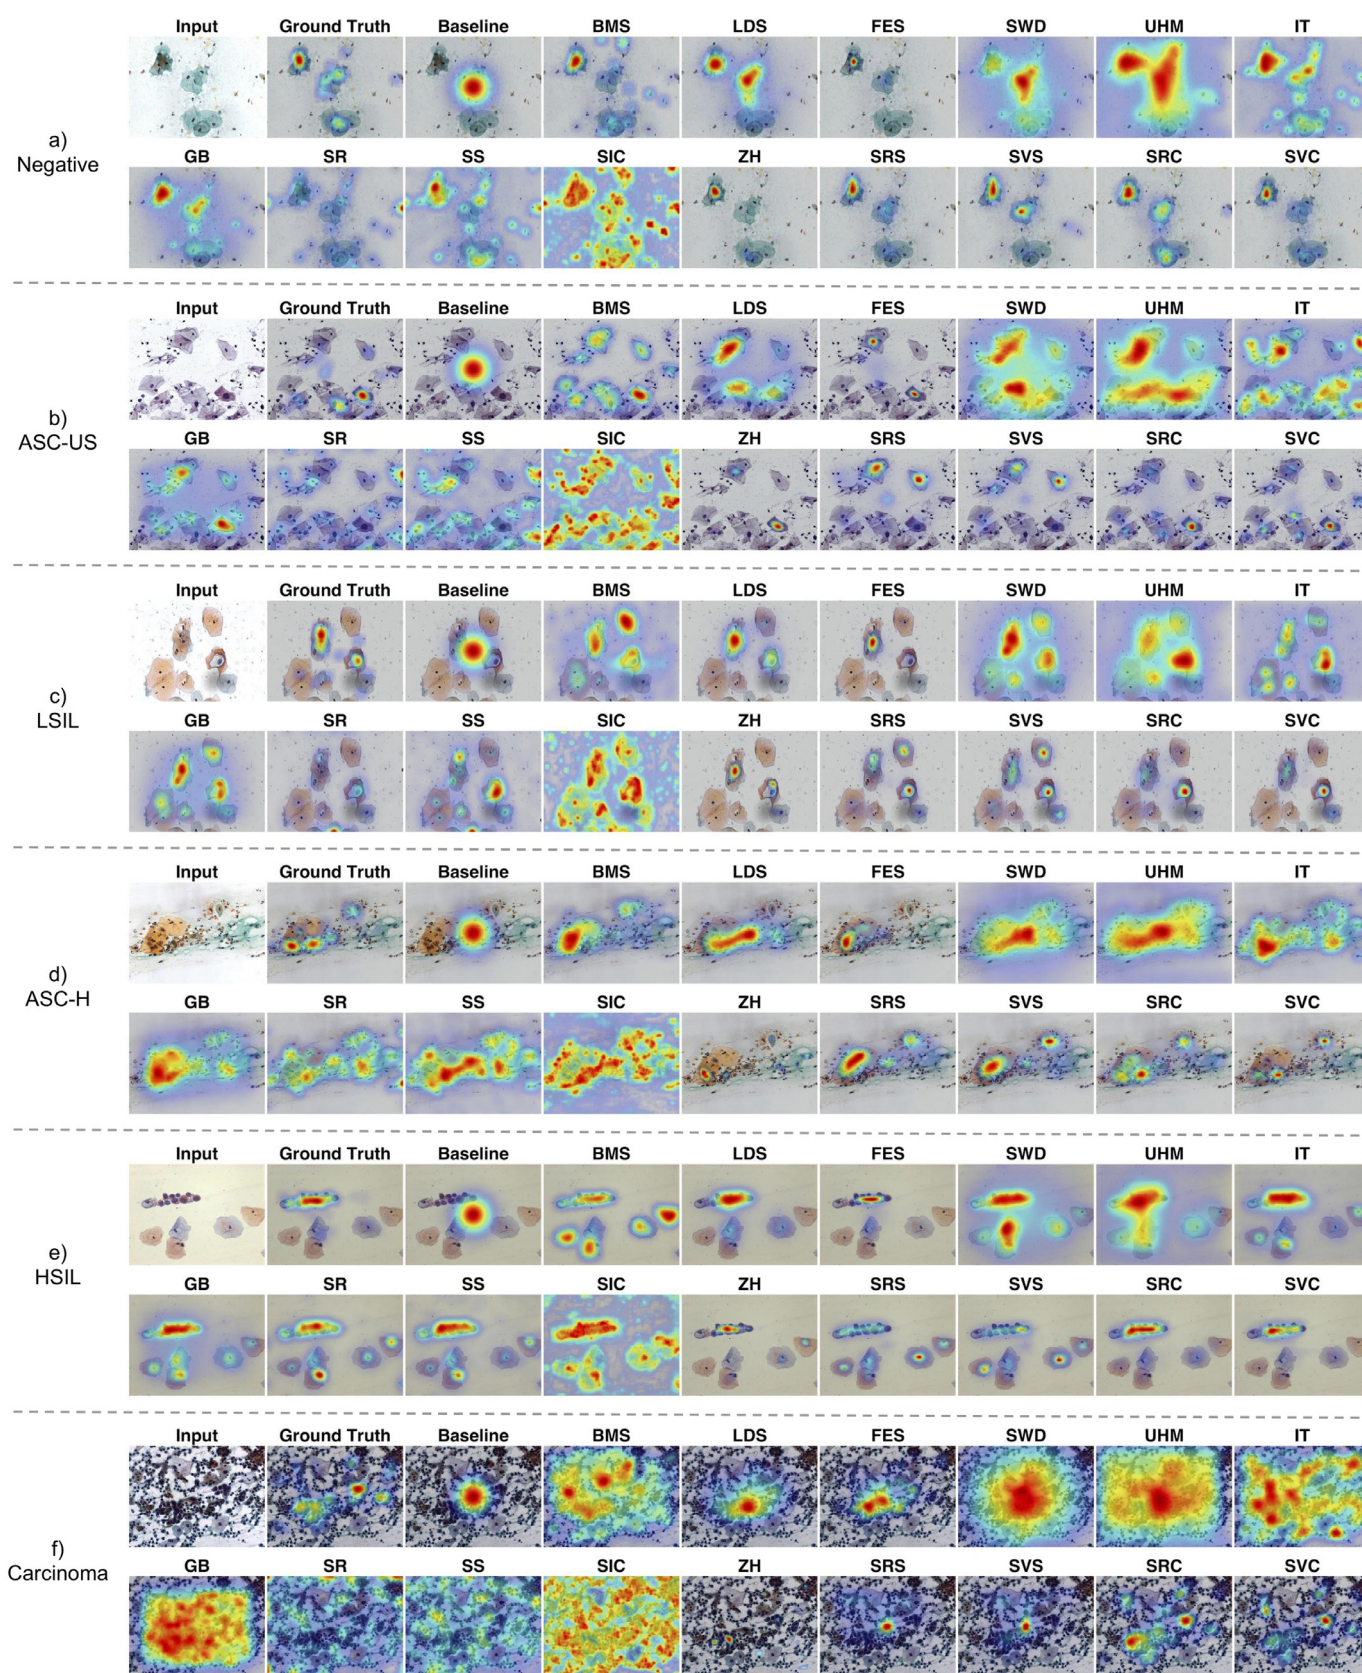 Input Ground Truth Baseline BMS LDS FES SWD UHM IT
a)
Negative
GB SR SS SIC ZH SRS SVS SRC SVC
Input Ground Truth Baseline BMS LDS FES SWD UHM IT
b)
ASC-US
GB SR SS SIC ZH SRS SVS SRC SVC
Input Ground Truth Baseline BMS LDS FES SWD UHM IT
c)
LSIL
GB SR SS SIC ZH SRS SVS SRC SVC
Input Ground Truth Baseline BMS LDS FES SWD UHM IT
d)
ASC-H
GB SR SS SIC ZH SRS SVS SRC SVC
Input Ground Truth Baseline BMS LDS FES SWD UHM IT
e)
HSIL
GB SR SS SIC ZH SRS SVS SRC SVC
Input Ground Truth Baseline BMS LDS FES SWD UHM IT
f)
Carcinoma
GB SR SS SIC ZH SRS SVS SRC SVC